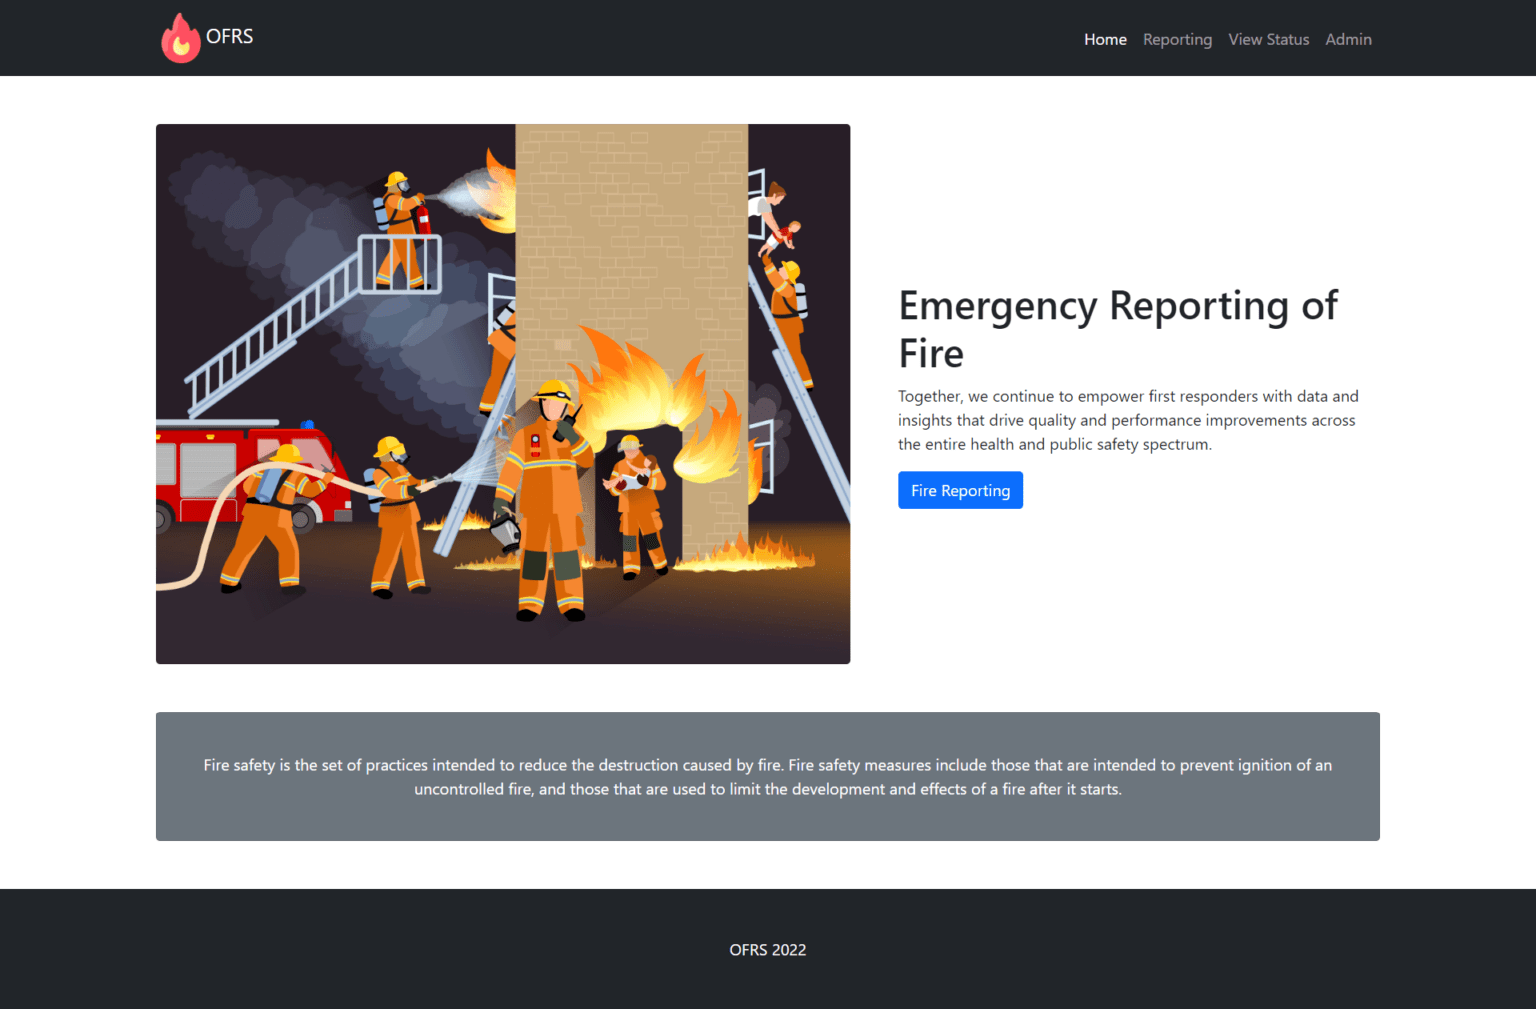 OFRS
Home Reporting View Status Admin
Emergency Reporting of
Fire
Together, we continue to empower first responders with data and
insights that drive quality and performance improvements across
the entire health and public safety spectrum.
Fire Reporting
Fire safety is the set of practices intended to reduce the destruction caused by fire. Fire safety measures include those that are intended to prevent ignition of an
uncontrolled fire, and those that are used to limit the development and effects of a fire after it starts.
OFRS 2022